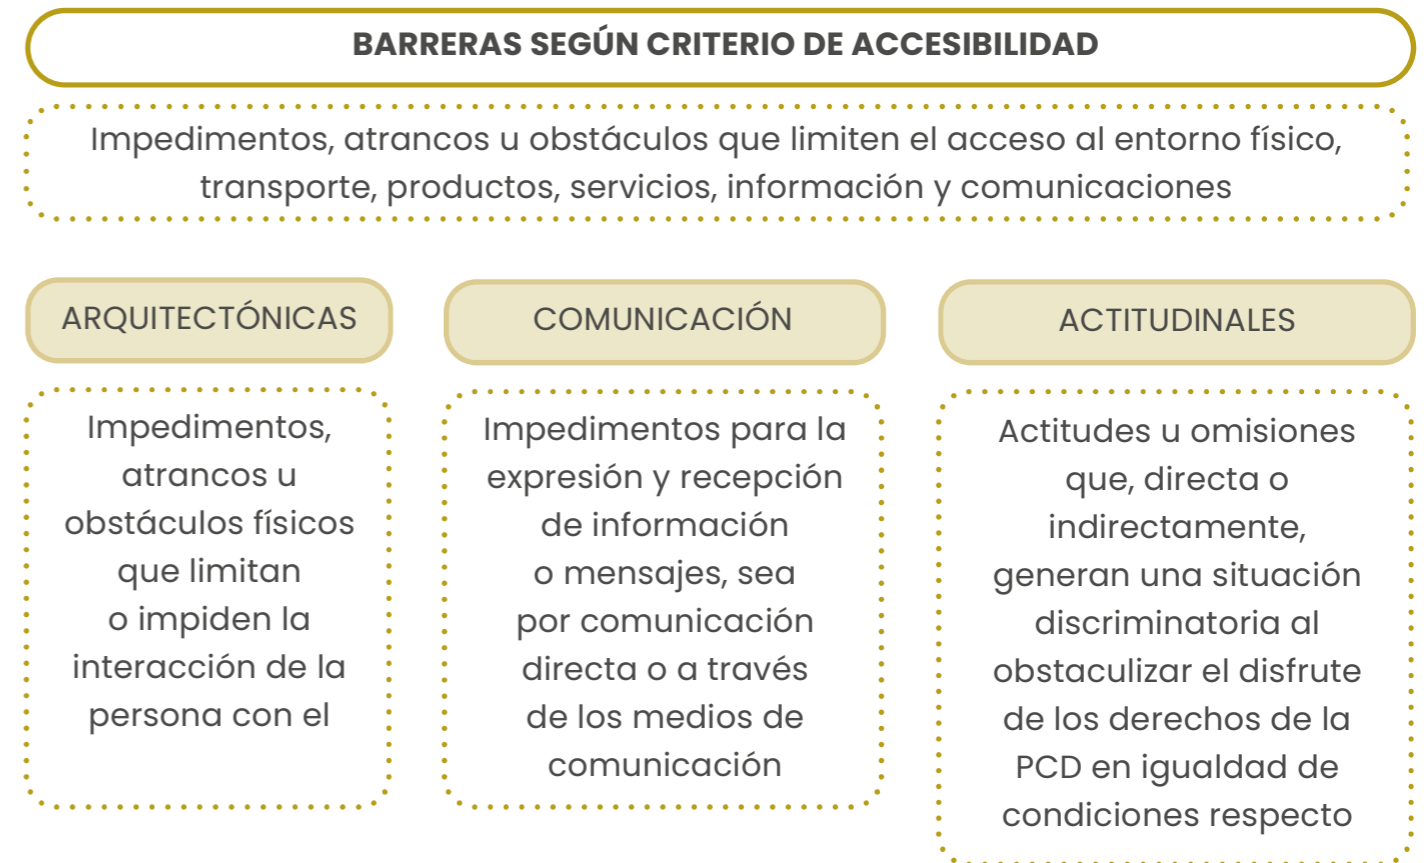 BARRERAS SEGÚN CRITERIO DE ACCESIBILIDAD
Impedimentos, atrancos u obstáculos que limiten el acceso al entorno físico,
transporte, productos, servicios, información y comunicaciones
ARQUITECTÓNICAS
Impedimentos,
atrancos u
obstáculos físicos
que limitan
o impiden la
interacción de la
persona con el
COMUNICACIÓN
Impedimentos para la
expresión y recepción
de información
o mensajes, sea
por comunicación
directa o a través
de los medios de
comunicación
ACTITUDINALES
Actitudes u omisiones
que, directa o
indirectamente,
generan una situación
discriminatoria al
obstaculizar el disfrute
de los derechos de la
PCD en igualdad de
condiciones respecto